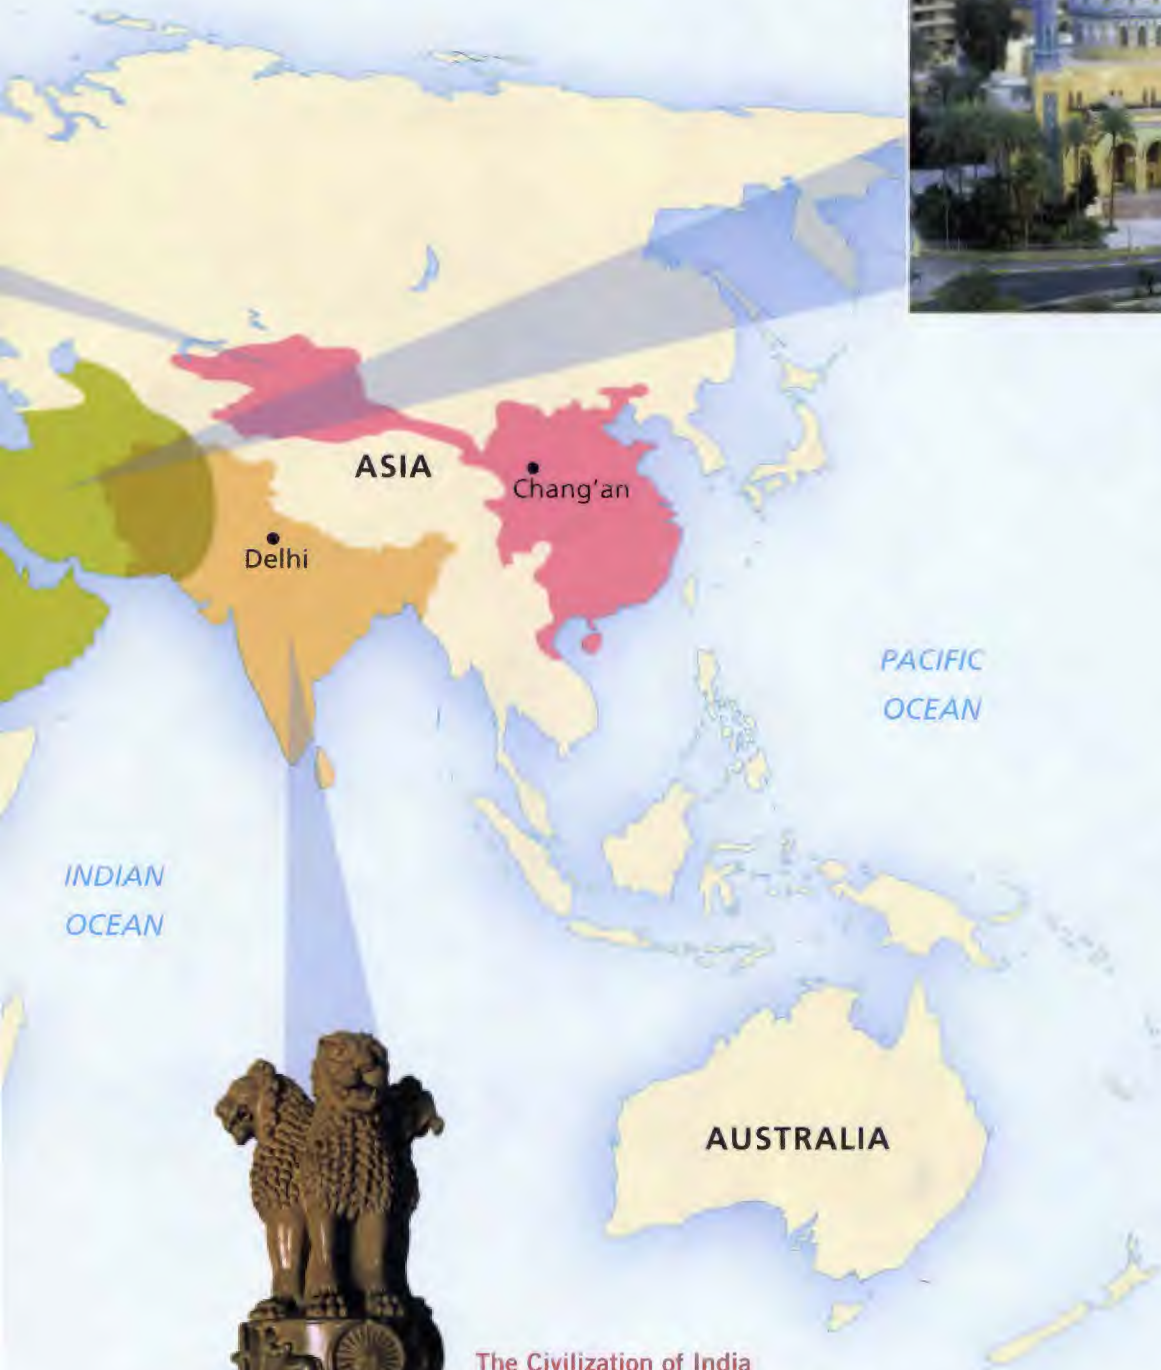 ASIA
Chang'an
Delhi
PACIFIC
OCEAN
INDIAN
OCEAN
AUSTRALIA
The Civilization of India